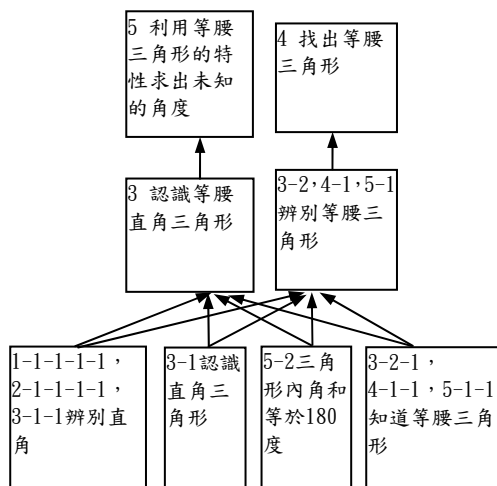 5 利用等腰
三角形的特
性求出未知
的角度
4 找出等腰
三角形
3 認識等腰
直角三角形
3-2,4-1,5-1
辨別等腰三
角形
1-1-1-1-1,
2-1-1-1-1,
3-1-1辨別直
角
3-1認識
直角三角
形
5-2三角
形內角和
等於180
度
3-2-1,
4-1-1,5-1-1
知道等腰三角
形